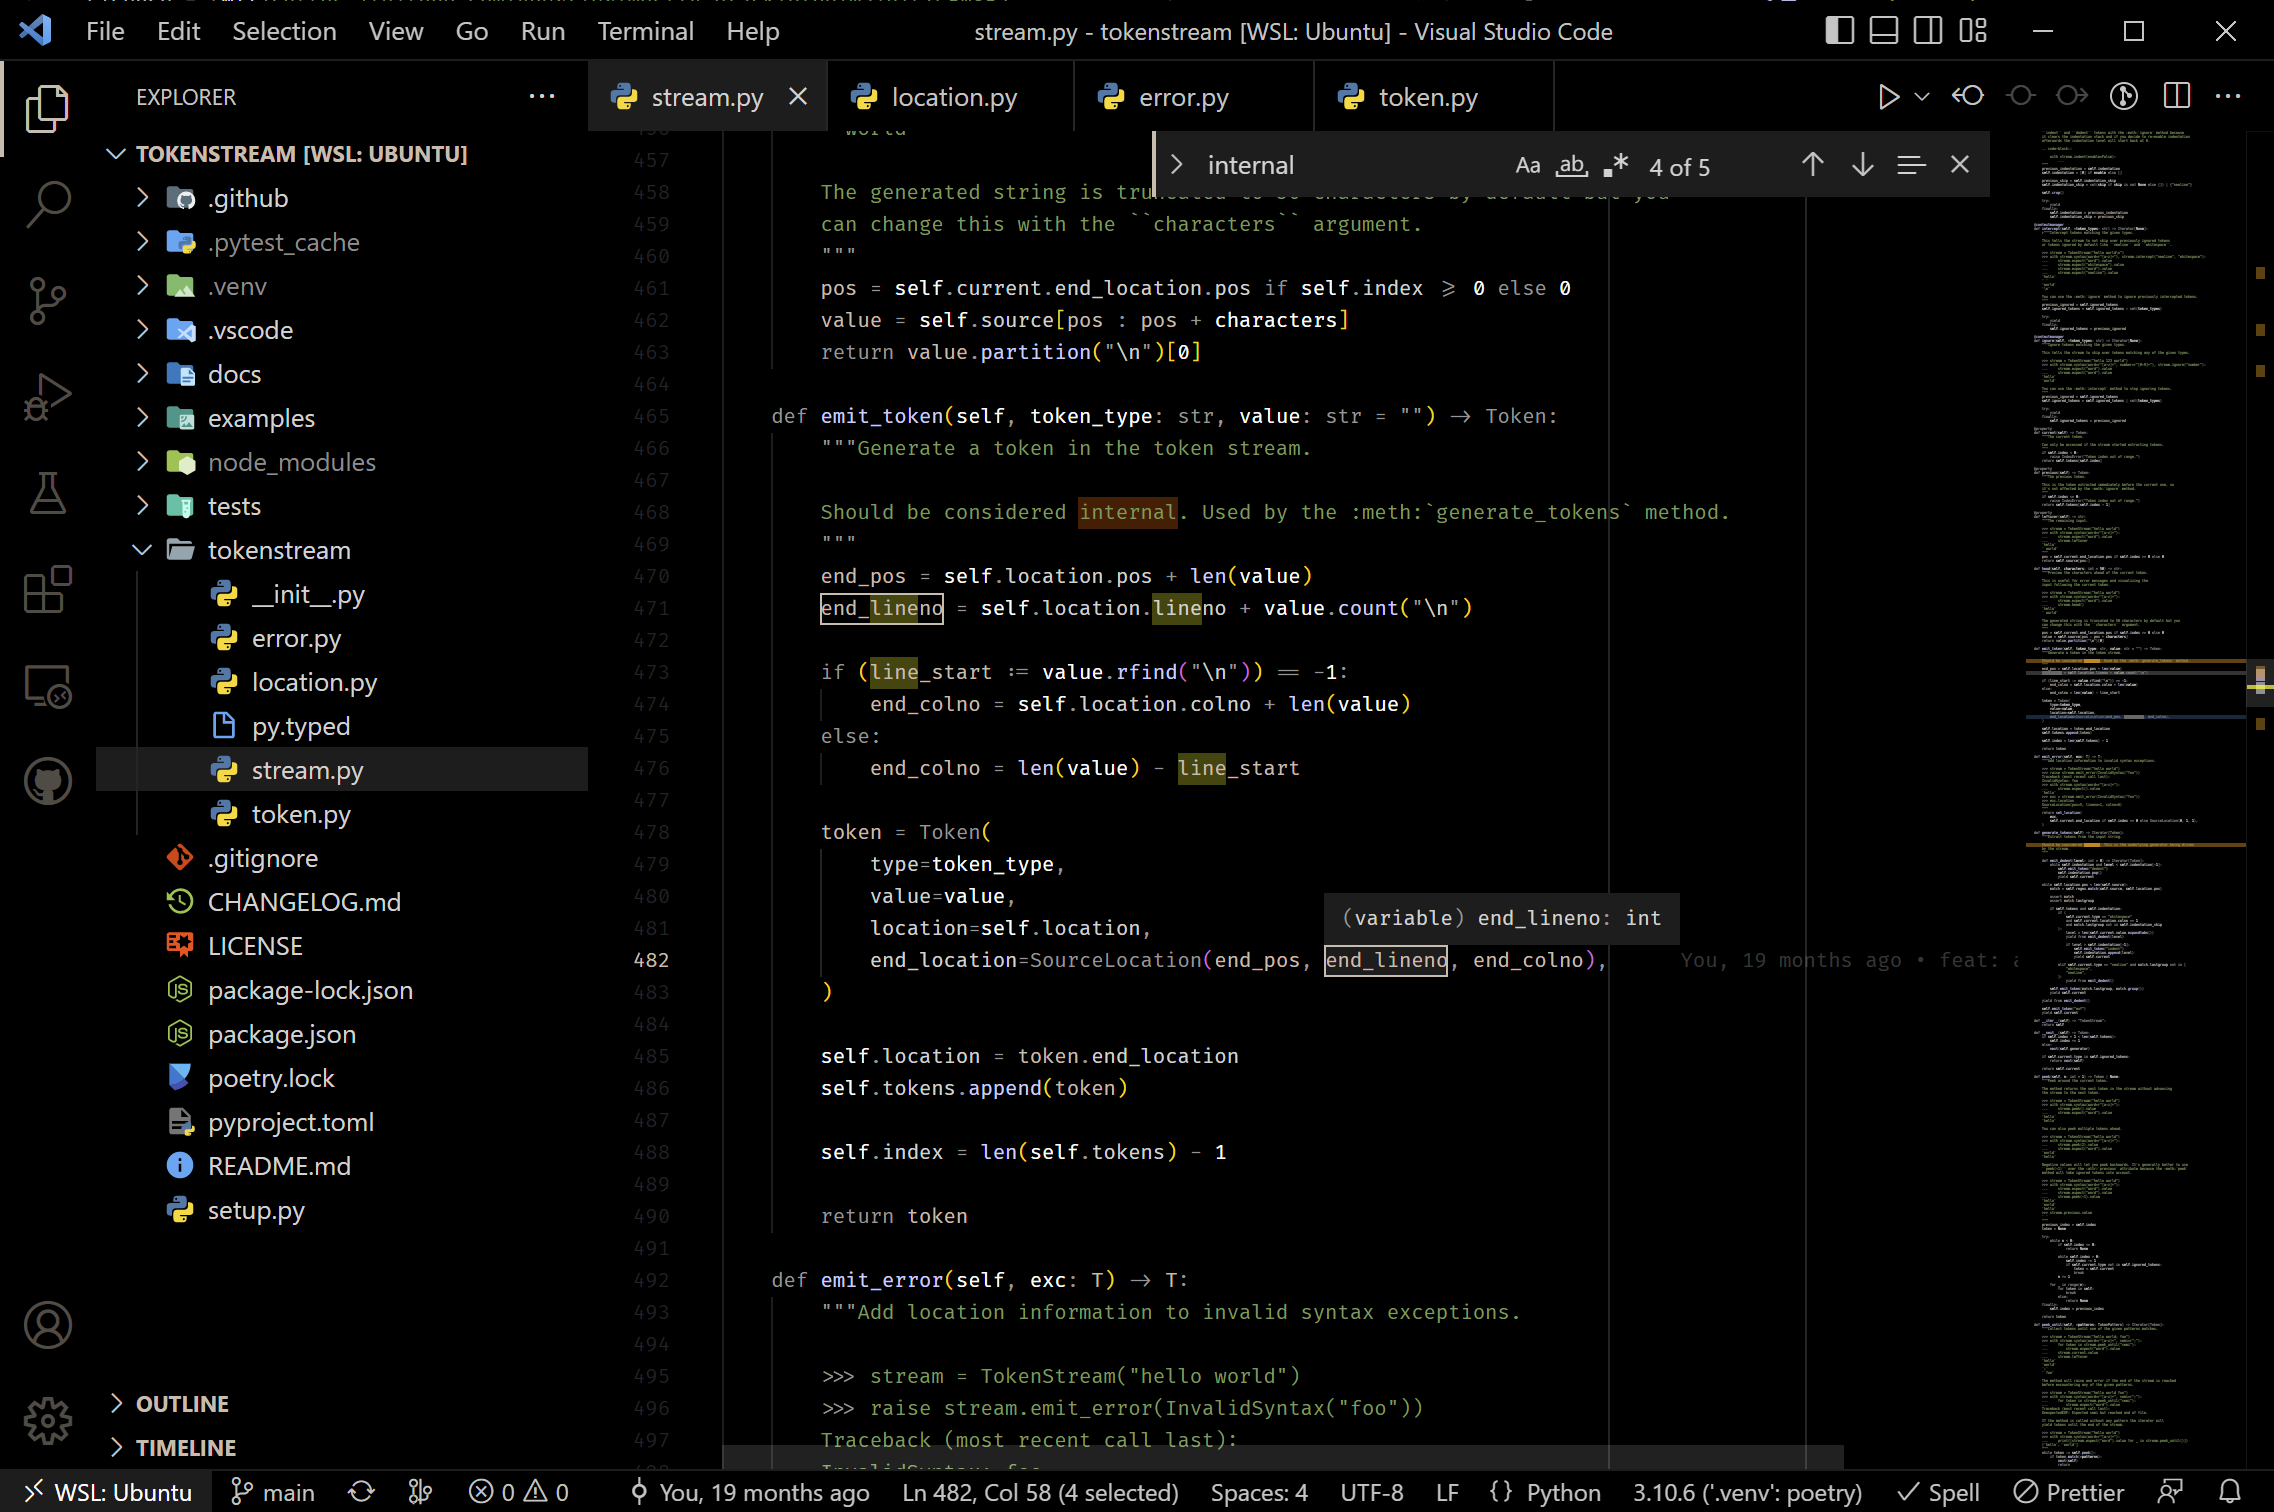 File Edit Selection View Go Run Terminal Help
stream.py - tokenstream [WSL: Ubuntu] - Visual Studio Code
EXPLORER
stream.py
location.py
error.py
token.py
TOKENSTREAM [WSL: UBUNTU]
.github
.pytest_cache
.venv
.vscode
docs
examples
node_modules
tests
tokenstream
__init__.py
error.py
location.py
py.typed
stream.py
token.py
.gitignore
CHANGELOG.md
LICENSE
package-lock.json
package.json
poetry.lock
pyproject.toml
README.md
setup.py
OUTLINE
TIMELINE
internal Aa ab .* 4 of 5
457
458 The generated string is
459 can change this with the ``characters`` argument.
460 """
461 pos = self.current.end_location.pos if self.index >= 0 else 0
462 value = self.source[pos : pos + characters]
463 return value.partition("\n")[0]
464
465 def emit_token(self, token_type: str, value: str = "") -> Token:
466 """Generate a token in the token stream.
467
468 Should be considered internal. Used by the :meth:`generate_tokens` method.
469 """
470 end_pos = self.location.pos + len(value)
471 end_lineno = self.location.lineno + value.count("\n")
472
473 if (line_start := value.rfind("\n")) == -1:
474 end_colno = self.location.colno + len(value)
475 else:
476 end_colno = len(value) - line_start
477
478 token = Token(
479 type=token_type,
480 value=value,
(variable) end_lineno: int
481 location=self.location,
482 end_location=SourceLocation(end_pos, end_lineno, end_colno), You, 19 months ago • feat: a
483 )
484
485 self.location = token.end_location
486 self.tokens.append(token)
487
488 self.index = len(self.tokens) - 1
489
490 return token
491
492 def emit_error(self, exc: T) -> T:
493 """Add location information to invalid syntax exceptions.
494
495 >>> stream = TokenStream("hello world")
496 >>> raise stream.emit_error(InvalidSyntax("foo"))
497 Traceback (most recent call last):
WSL: Ubuntu main 0 0 You, 19 months ago Ln 482, Col 58 (4 selected) Spaces: 4 UTF-8 LF {} Python 3.10.6 ('.venv': poetry) Spell Prettier